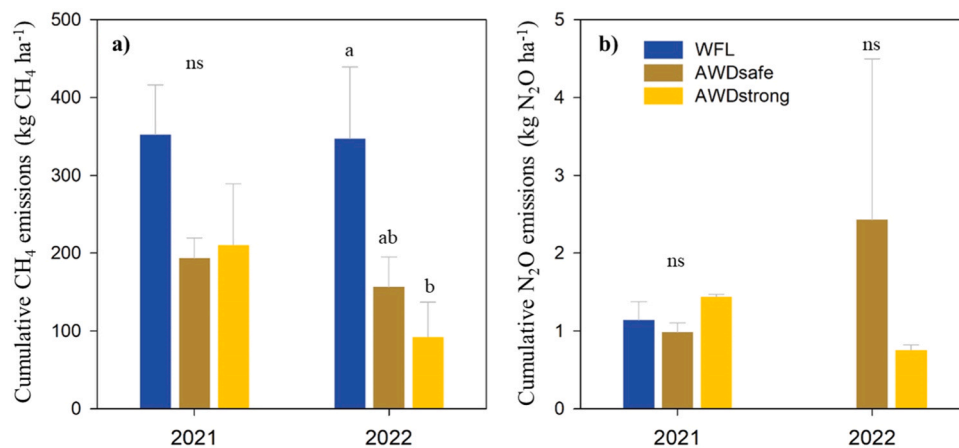 Cumulative CH₄ emissions (kg CH₄ ha⁻¹)
500
400
300
200
100
0
a)
ns
a
ab
b
2021 2022
Cumulative N₂O emissions (kg N₂O ha⁻¹)
5
4
3
2
1
0
b)
WFL
AWDsafe
AWDstrong
ns
ns
2021 2022